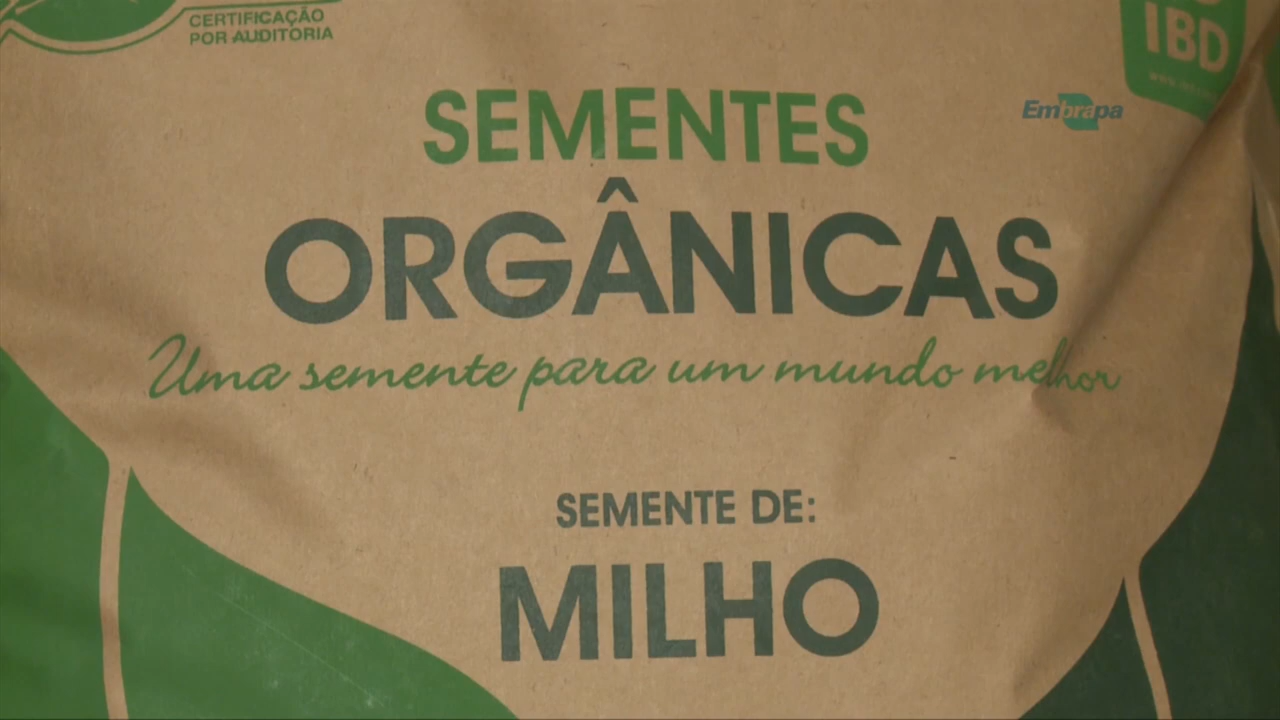 CERTIFICAÇÃO
POR AUDITORIA
IBD
Embrapa
SEMENTES
ORGÂNICAS
Uma semente para um mundo melhor
SEMENTE DE:
MILHO